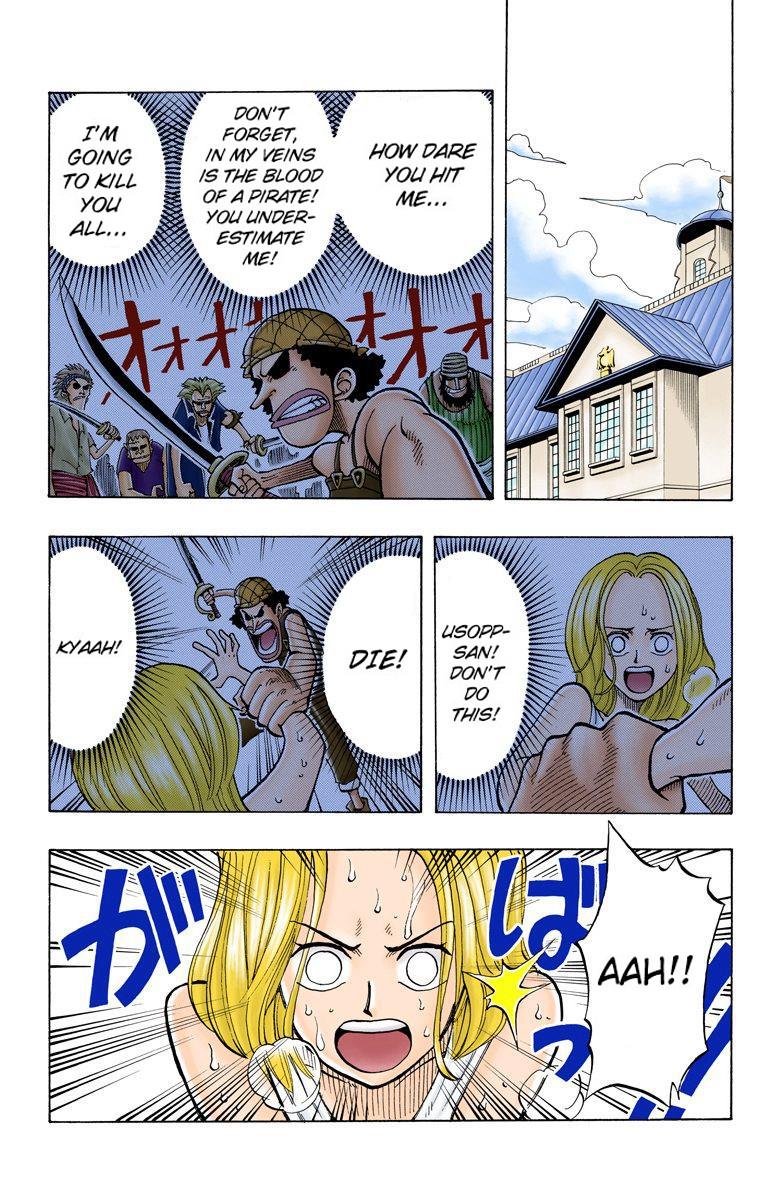 HOW DARE
YOU HIT
ME...
DON'T
FORGET,
IN MY VEINS
IS THE BLOOD
OF A PIRATE!
YOU UNDER-
ESTIMATE
ME!
I'M
GOING
TO KILL
YOU
ALL...
オオオオオ
USOPP-
SAN!
DON'T
DO
THIS!
DIE!
KYAAH!
AAH!!
がばっ!!